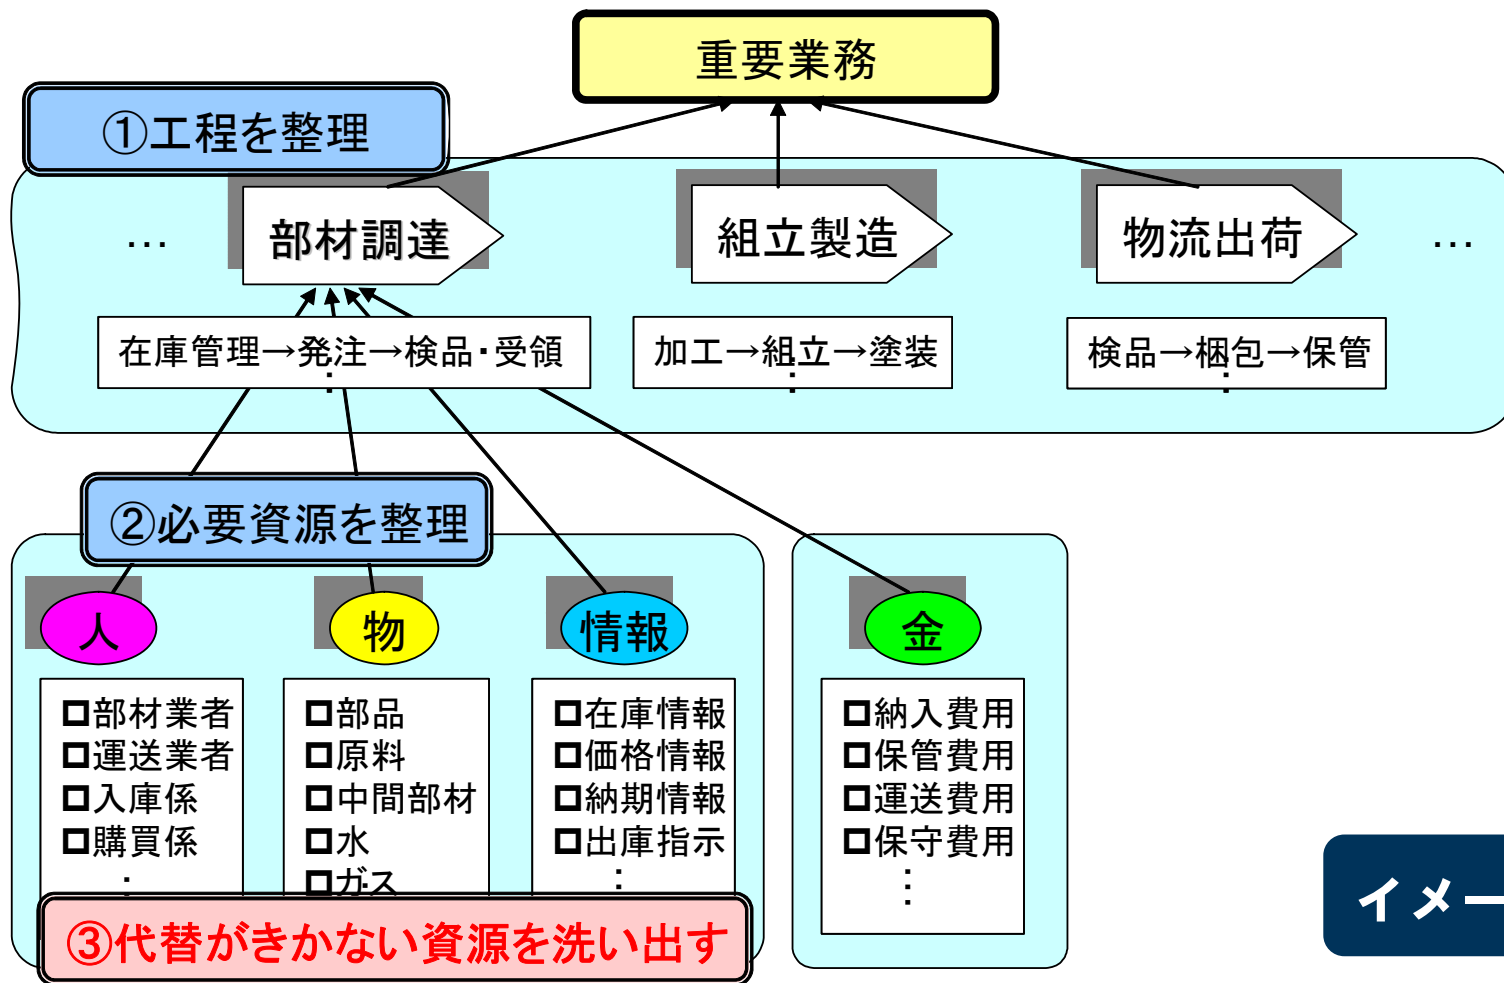 重要業務
①工程を整理
…
部材調達
組立製造
物流出荷
…
在庫管理→発注→検品・受領
⋮
加工→組立→塗装
⋮
検品→梱包→保管
⋮
②必要資源を整理
人
物
情報
金
□部材業者
□運送業者
□入庫係
□購買係
⋮
□部品
□原料
□中間部材
□水
□ガス
□在庫情報
□価格情報
□納期情報
□出庫指示
⋮
□納入費用
□保管費用
□運送費用
□保守費用
⋮
③代替がきかない資源を洗い出す
イメー